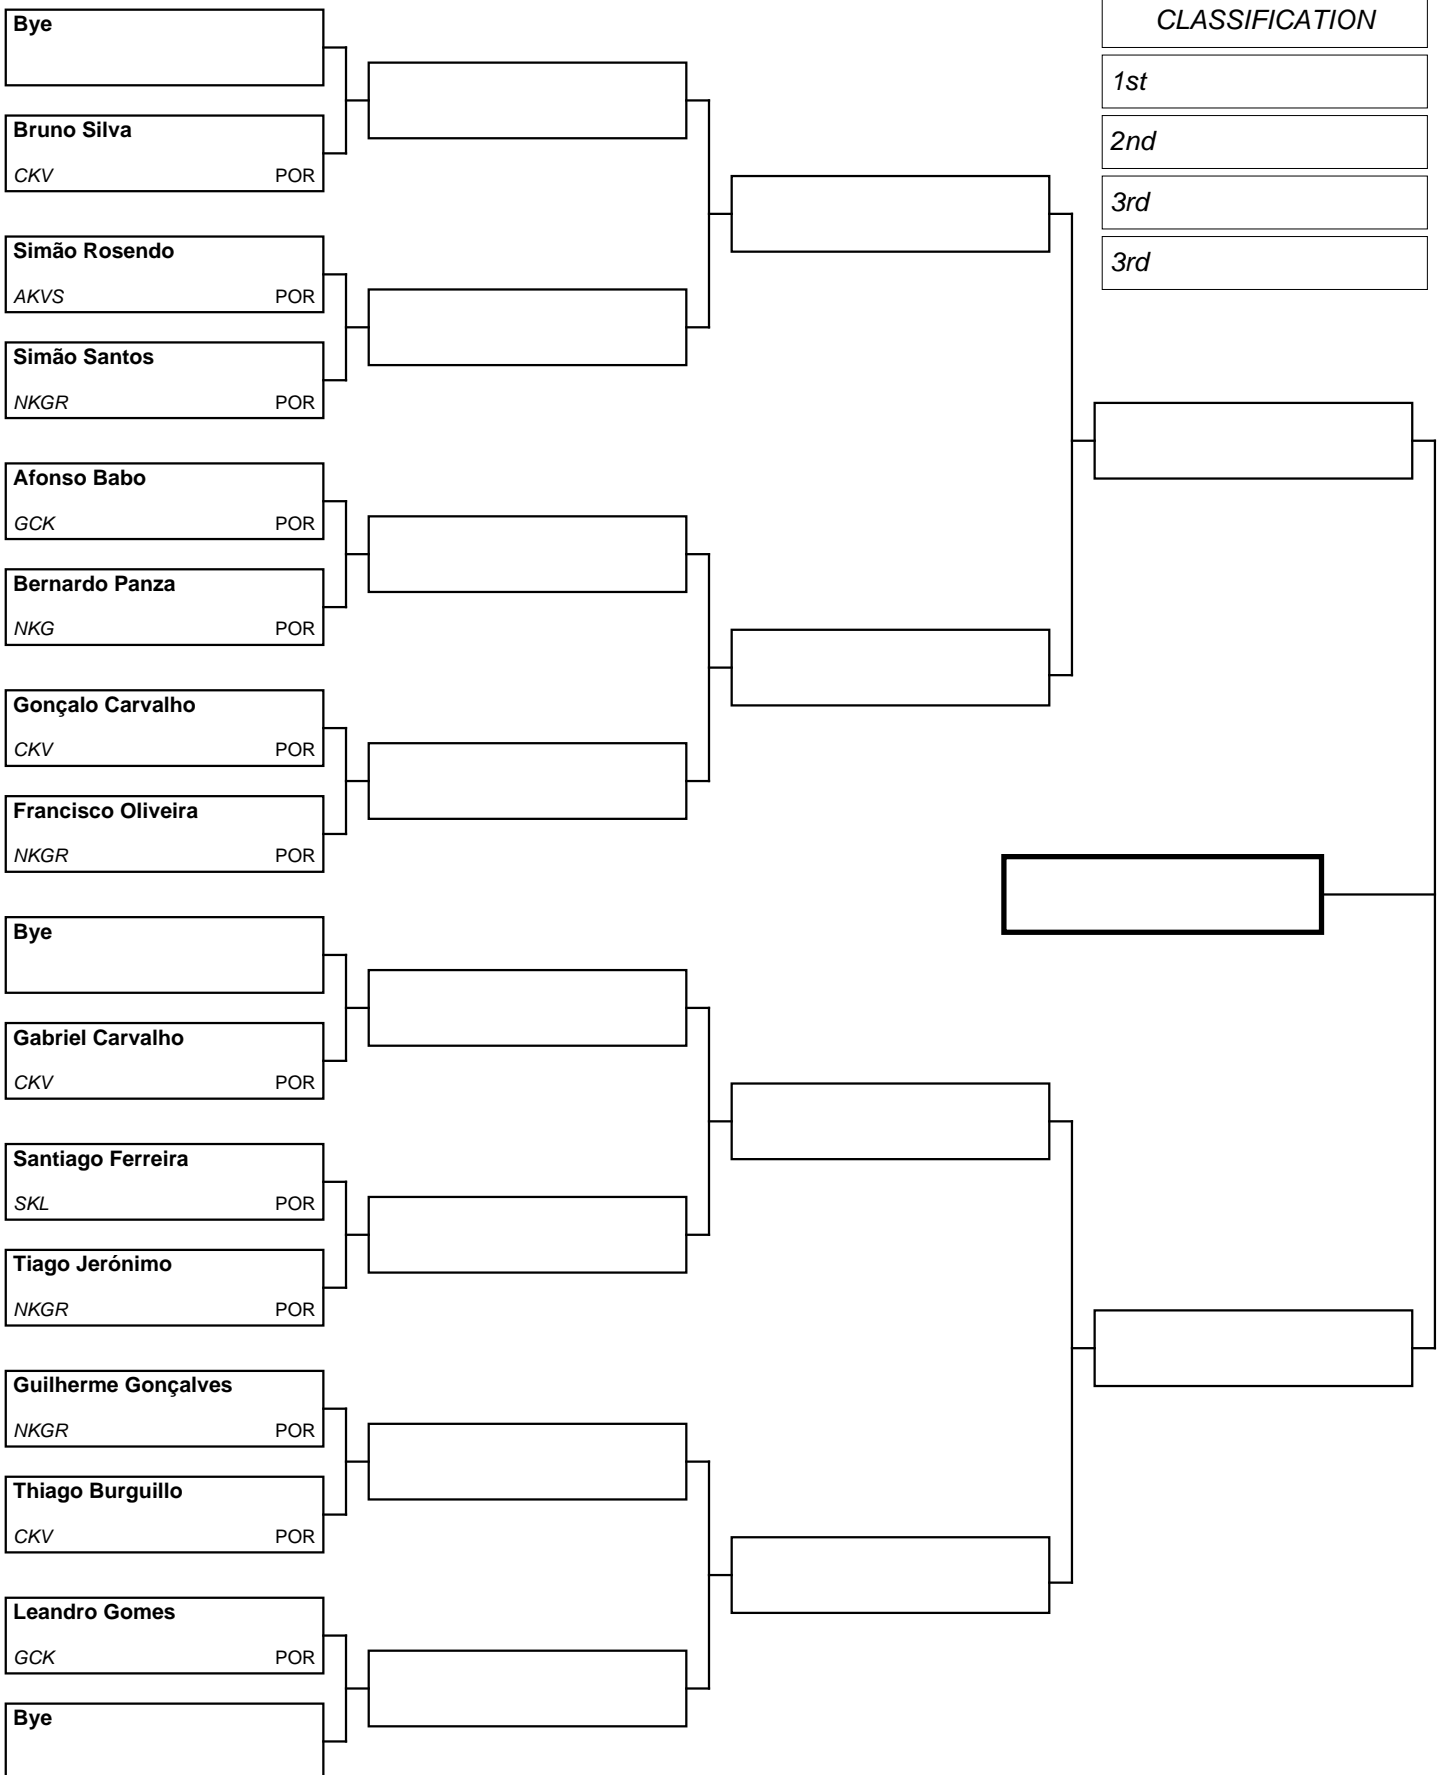 Bye
Bruno Silva
CKV POR
Simão Rosendo
AKVS POR
Simão Santos
NKGR POR
Afonso Babo
GCK POR
Bernardo Panza
NKG POR
Gonçalo Carvalho
CKV POR
Francisco Oliveira
NKGR POR
Bye
Gabriel Carvalho
CKV POR
Santiago Ferreira
SKL POR
Tiago Jerónimo
NKGR POR
Guilherme Gonçalves
NKGR POR
Thiago Burguillo
CKV POR
Leandro Gomes
GCK POR
Bye
CLASSIFICATION
1st
2nd
3rd
3rd